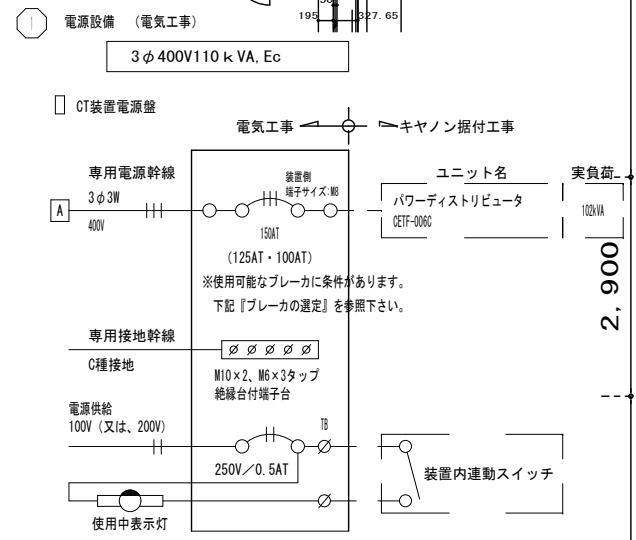 195
327.65
1 電源設備 (電気工事)
3φ400V110kVA, Ec
CT装置電源盤
電気工事
キヤノン据付工事
専用電源幹線
装置側
端子サイズ:M8
ユニット名
実負荷
A
3φ3W
400V
パワーディストリビュータ
CETF-006C
102kVA
150AT
(125AT・100AT)
※使用可能なブレーカに条件があります。
下記『ブレーカの選定』を参照下さい。
2,900
専用接地幹線
C種接地
M10×2、M6×3タップ
絶縁台付端子台
電源供給
100V (又は、200V)
TB
250V/0.5AT
装置内連動スイッチ
使用中表示灯